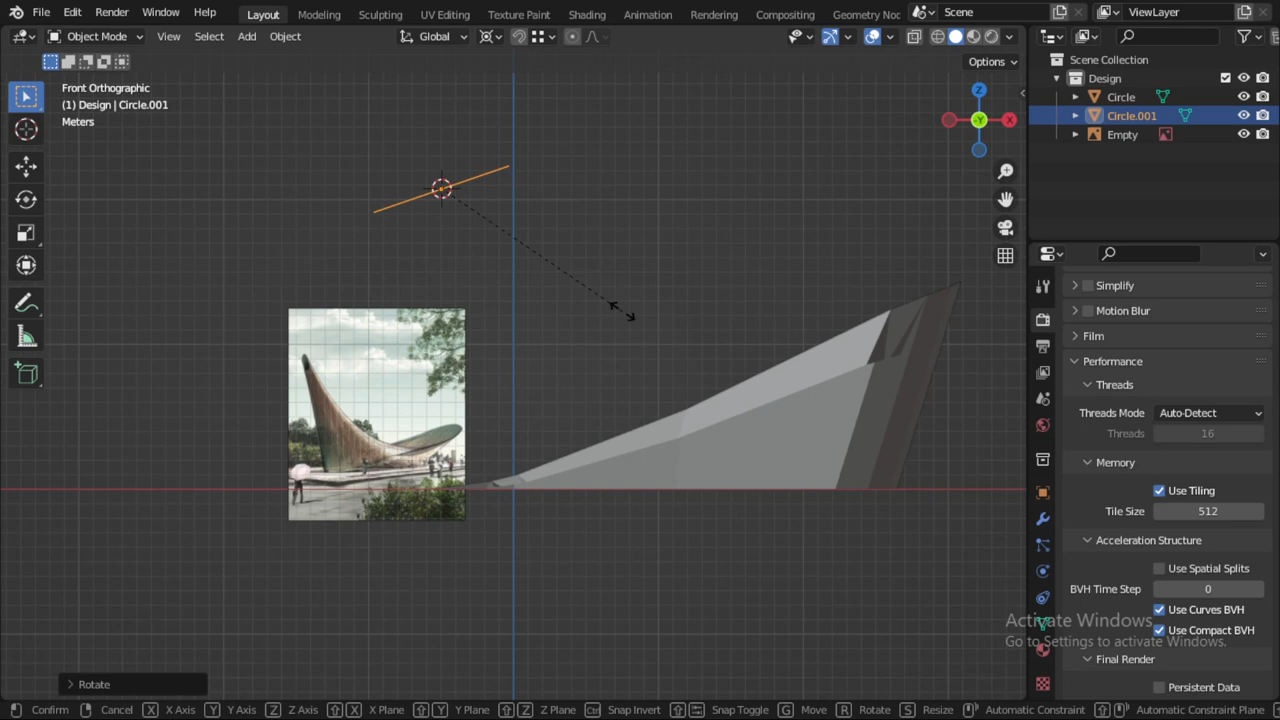 File Edit Render Window Help Layout Modeling Sculpting UV Editing Texture Paint Shading Animation Rendering Compositing Geometry Noc Scene ViewLayer
Object Mode View Select Add Object Global
Options
Front Orthographic
(1) Design | Circle.001
Meters
Z
-Y
X
Scene Collection
Design
Circle
Circle.001
Empty
Simplify
Motion Blur
Film
Performance
Threads
Threads Mode Auto-Detect
Threads 16
Memory
Use Tiling
Tile Size 512
Acceleration Structure
Use Spatial Splits
BVH Time Step 0
Use Curves BVH
Use Compact BVH
Final Render
Persistent Data
Activate Windows
Go to Settings to activate Windows.
Rotate
Confirm Cancel X X Axis Y Y Axis Z Z Axis X X Plane Y Y Plane Z Z Plane Ctrl Snap Invert Snap Toggle G Move R Rotate S Resize Automatic Constraint Automatic Constraint Plane